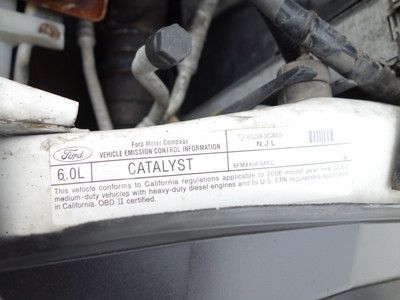 Ford
Ford Motor Company
VEHICLE EMISSION CONTROL INFORMATION
NJL
6.0L
CATALYST
This vehicle conforms to California regulations applicable to 2006 model year new
medium-duty vehicles with heavy-duty diesel engines and to U.S. EPA regulations except
in California. OBD II certified.